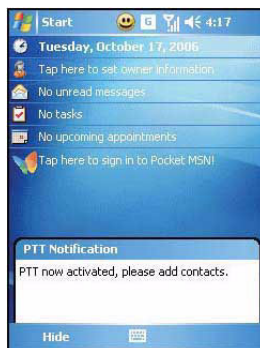 Start G 4:17
Tuesday, October 17, 2006
Tap here to set owner information
No unread messages
No tasks
No upcoming appointments
Tap here to sign in to Pocket MSN!
PTT Notification
PTT now activated, please add contacts.
Hide